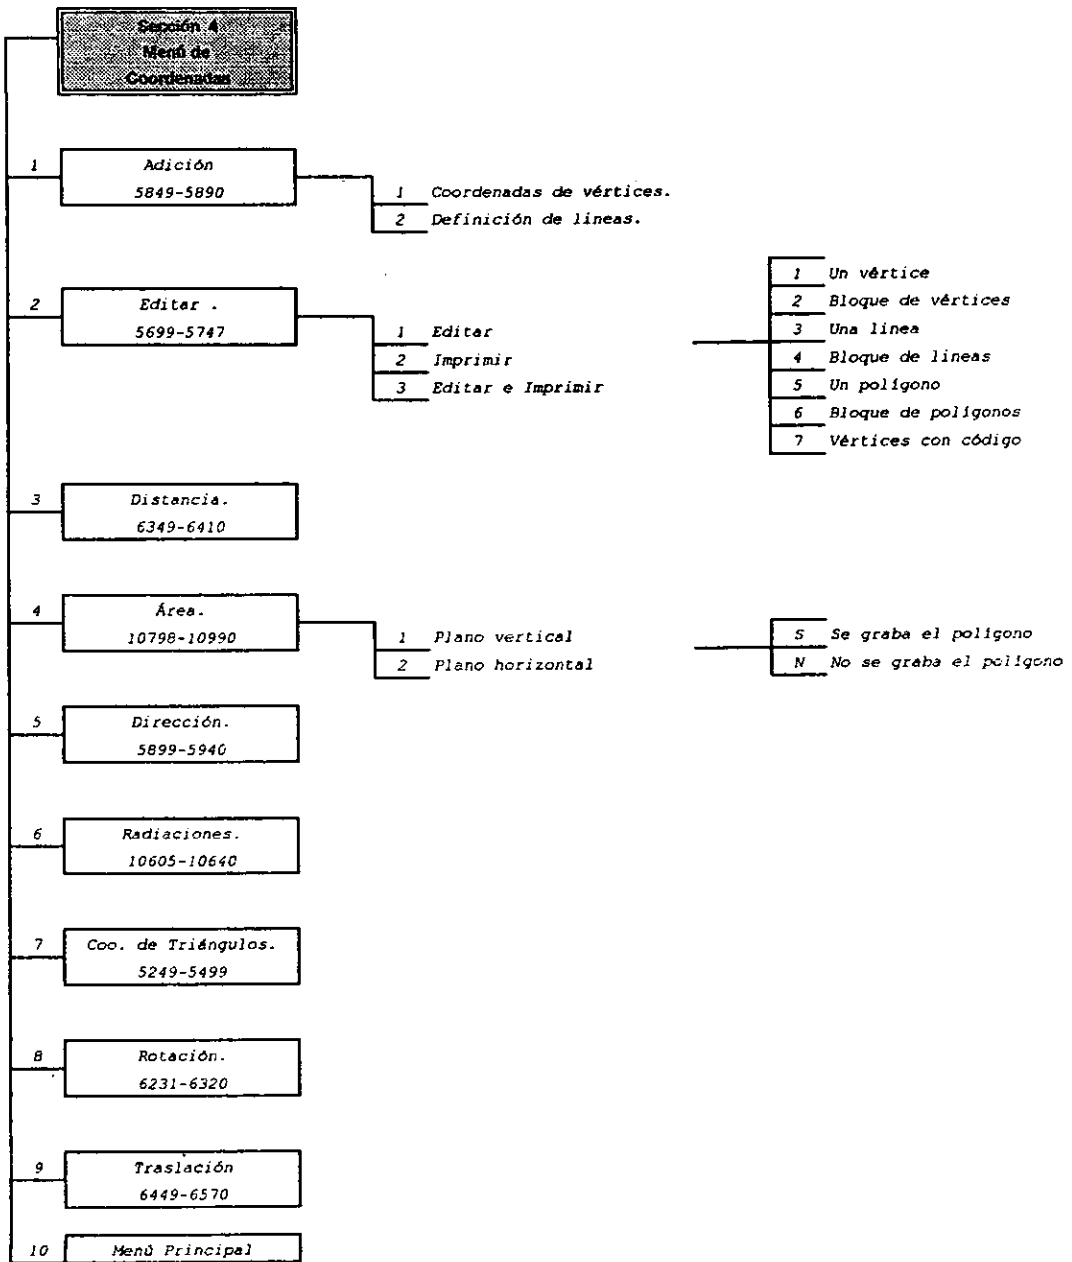 Sección 4
Menú de
Coordenadas
1
Adición
5849-5890
1 Coordenadas de vértices.
2 Definición de lineas.
2
Editar .
5699-5747
1 Editar
2 Imprimir
3 Editar e Imprimir
1 Un vértice
2 Bloque de vértices
3 Una linea
4 Bloque de lineas
5 Un polígono
6 Bloque de polígonos
7 Vértices con código
3
Distancia.
6349-6410
4
Área.
10798-10990
1 Plano vertical
2 Plano horizontal
S Se graba el polígono
N No se graba el polígono
5
Dirección.
5899-5940
6
Radiaciones.
10605-10640
7
Coo. de Triángulos.
5249-5499
8
Rotación.
6231-6320
9
Traslación
6449-6570
10
Menú Principal